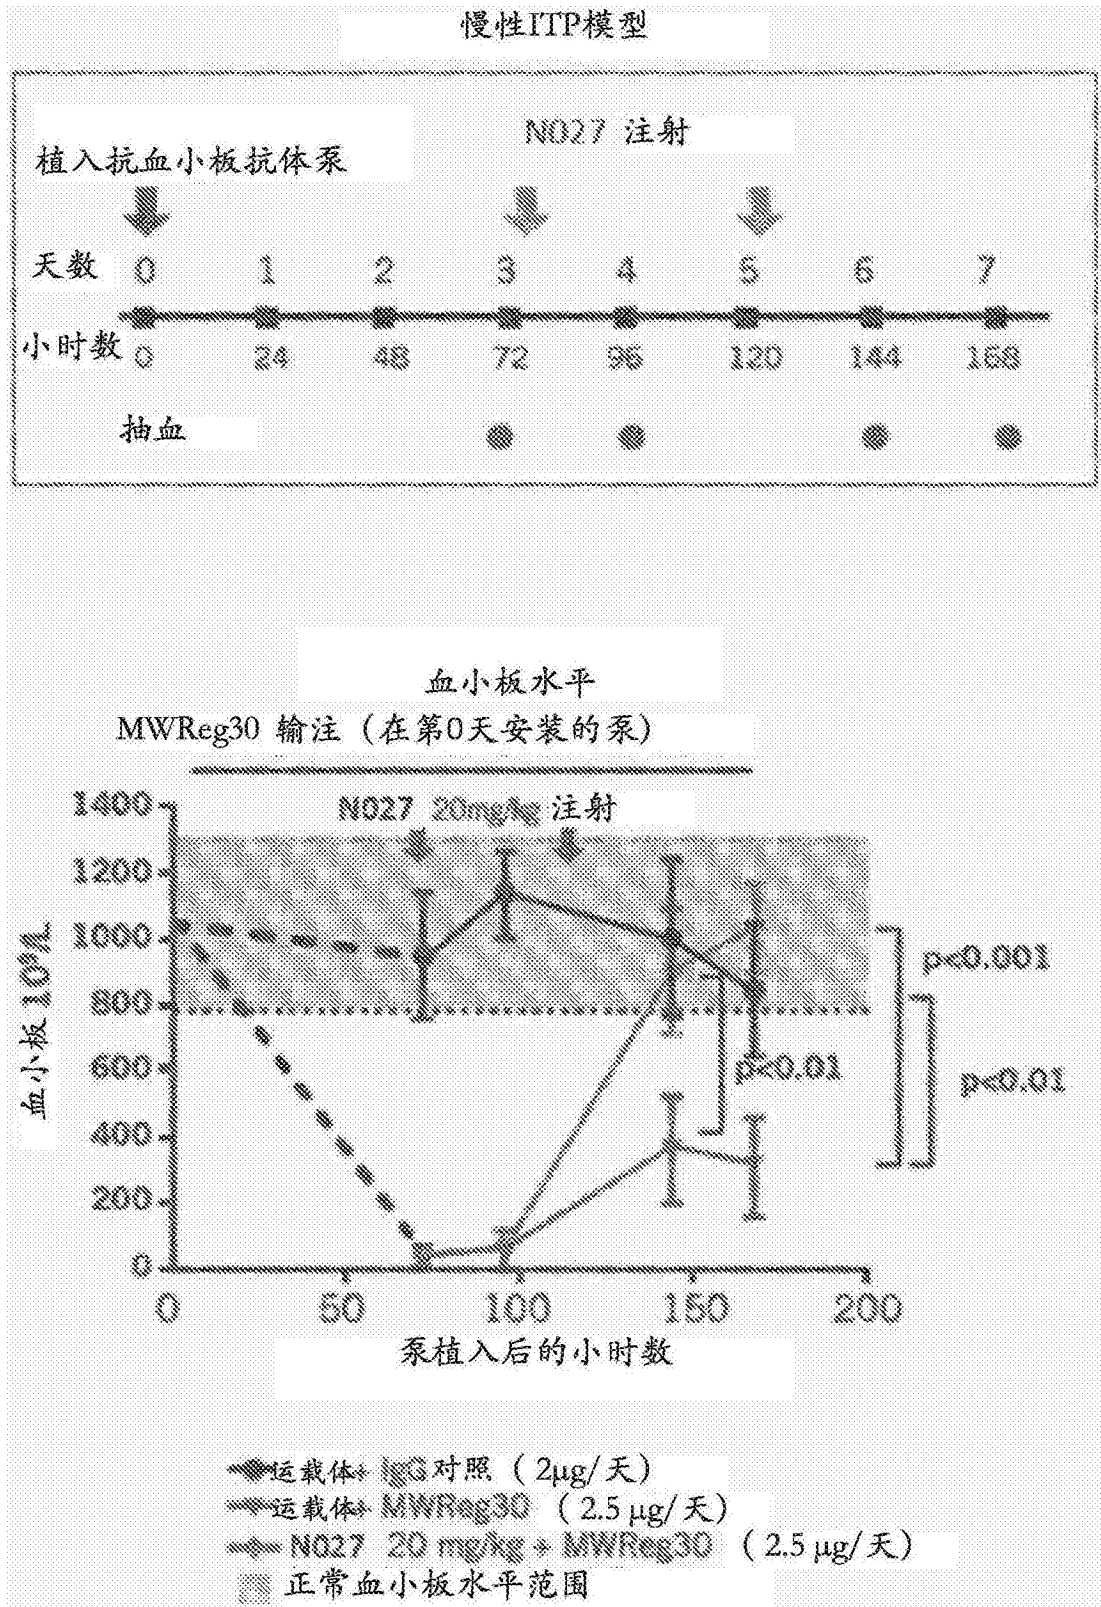 慢性ITP模型
N027 注射
植入抗血小板抗体泵
天数 0 1 2 3 4 5 6 7
小时数 0 24 48 72 96 120 144 168
抽血
血小板水平
MWReg30 输注（在第0天安装的泵）
N027 20mg/kg 注射
1400
1200
1000
800
600
400
200
0
血小板 10⁹/L
p<0.001
p<0.01
p<0.01
0 50 100 150 200
泵植入后的小时数
运载体+ IgG对照（2μg/天）
运载体+ MWReg30（2.5 μg/天）
N027 20 mg/kg + MWReg30（2.5 μg/天）
正常血小板水平范围